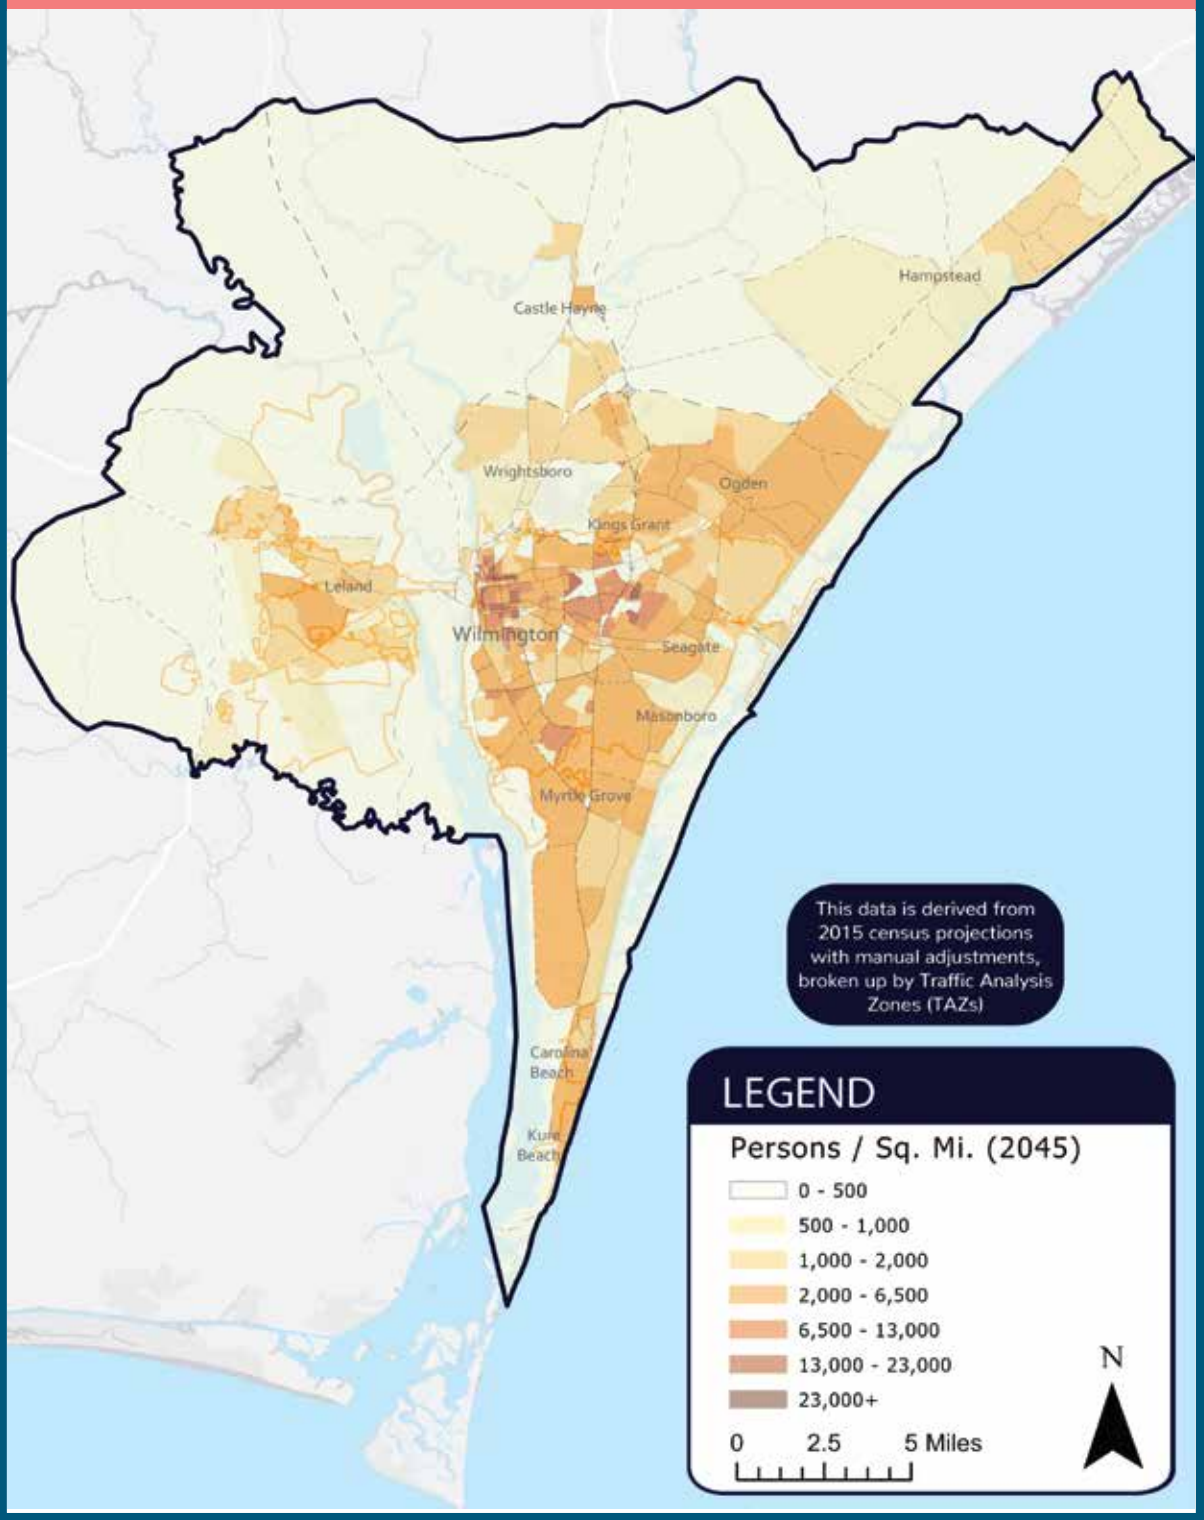 Hampstead
Castle Hayne
Wrightsboro
Ogden
Kings Grant
Leland
Wilmington
Seagate
Masonboro
Myrtle Grove
This data is derived from
2015 census projections
with manual adjustments,
broken up by Traffic Analysis
Zones (TAZs)
Carolina
Beach
Kure
Beach
LEGEND
Persons / Sq. Mi. (2045)
0 - 500
500 - 1,000
1,000 - 2,000
2,000 - 6,500
6,500 - 13,000
13,000 - 23,000
23,000+
N
0 2.5 5 Miles